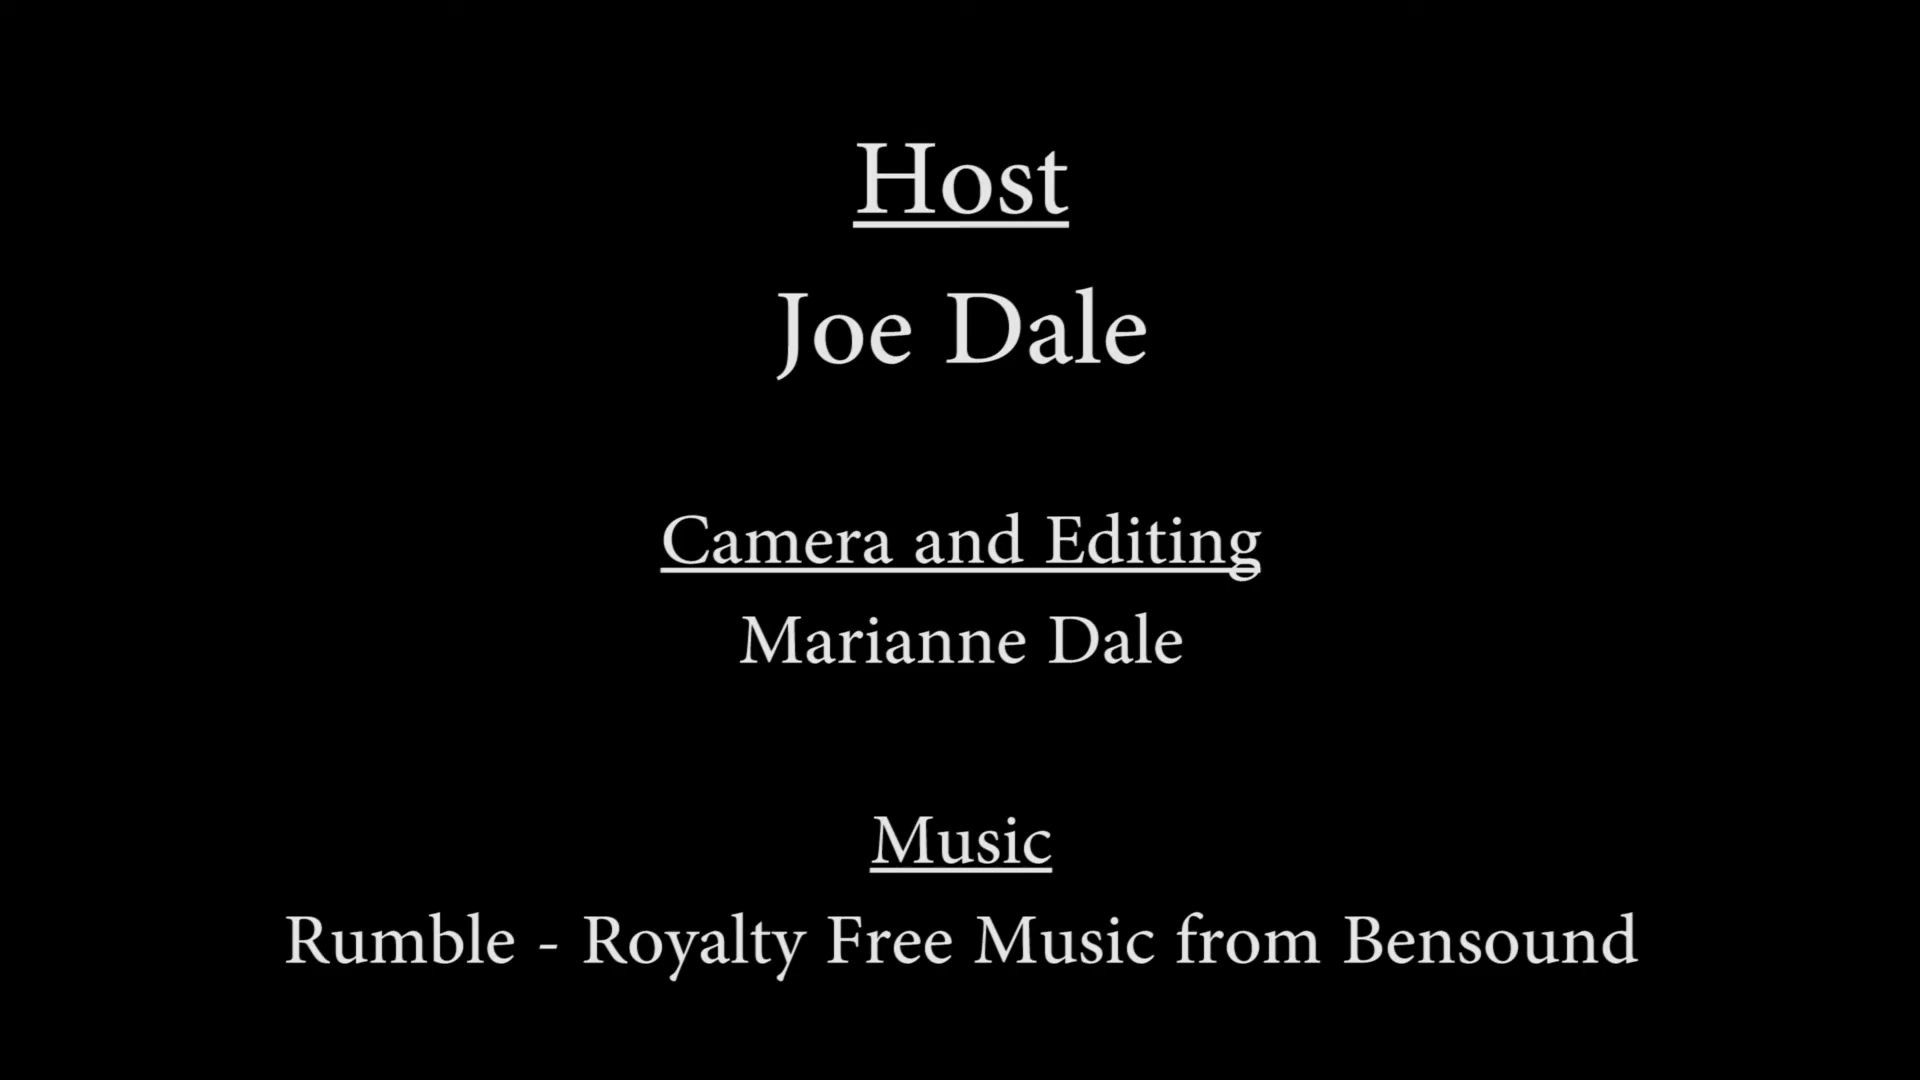 Host
Joe Dale
Camera and Editing
Marianne Dale
Music
Rumble - Royalty Free Music from Bensound